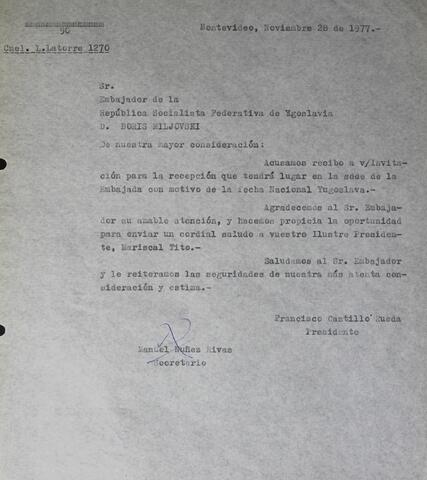 90
Cnel. L.Latorre 1270
Montevideo, Noviembre 28 de 1977.-
Sr.
Embajador de la
República Socialista Federativa de Ygoslavia
D. BORIS MILJOVSKI
De nuestra mayor consideración:
Acusamos recibo a v/Invita-
ción para la recepción que tendrá lugar en la sede de la
Embajada con motivo de la Fecha Nacional Yugoslava.-
Agradecemos al Sr. Embaja-
dor su amable atención, y hacemos propicia la oportunidad
para enviar un cordial saludo a vuestro Ilustre Presiden-
te, Mariscal Tito.-
Saludamos al Sr. Embajador
y le reiteramos las seguridades de nuestra más atenta con-
sideración y estima.-
Francisco Castillo Rueda
Presidente
Manuel Nuñez Rivas
Secretario